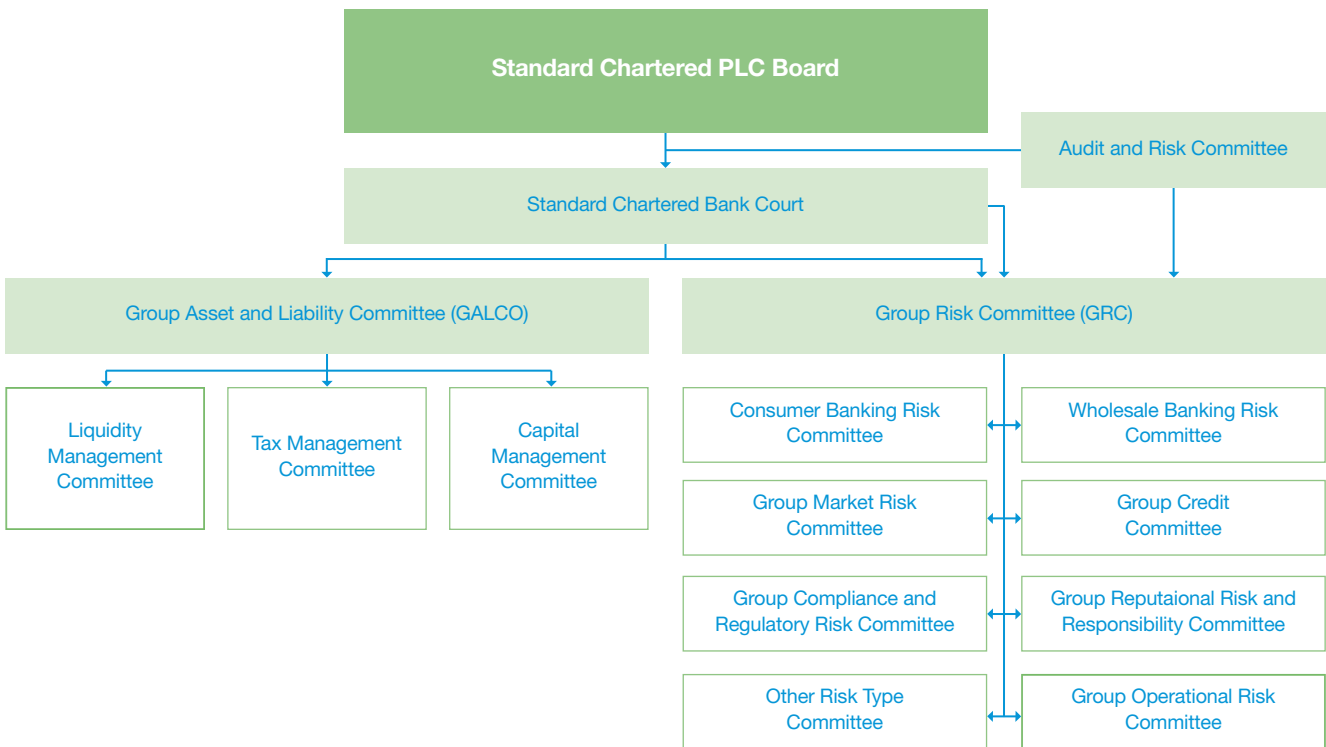 Standard Chartered PLC Board
Audit and Risk Committee
Standard Chartered Bank Court
Group Asset and Liability Committee (GALCO)
Group Risk Committee (GRC)
Liquidity
Management
Committee
Tax Management
Committee
Capital
Management
Committee
Consumer Banking Risk
Committee
Wholesale Banking Risk
Committee
Group Market Risk
Committee
Group Credit
Committee
Group Compliance and
Regulatory Risk Committee
Group Reputaional Risk and
Responsibility Committee
Other Risk Type
Committee
Group Operational Risk
Committee